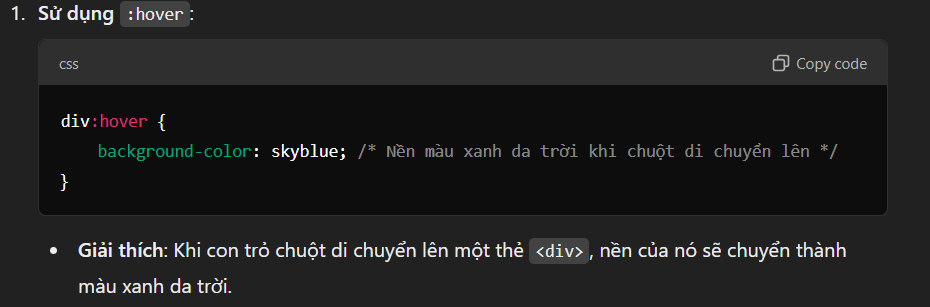 1. Sử dụng :hover:
css Copy code
div:hover {
    background-color: skyblue; /* Nền màu xanh da trời khi chuột di chuyển lên */
}
• Giải thích: Khi con trỏ chuột di chuyển lên một thẻ <div>, nền của nó sẽ chuyển thành
màu xanh da trời.